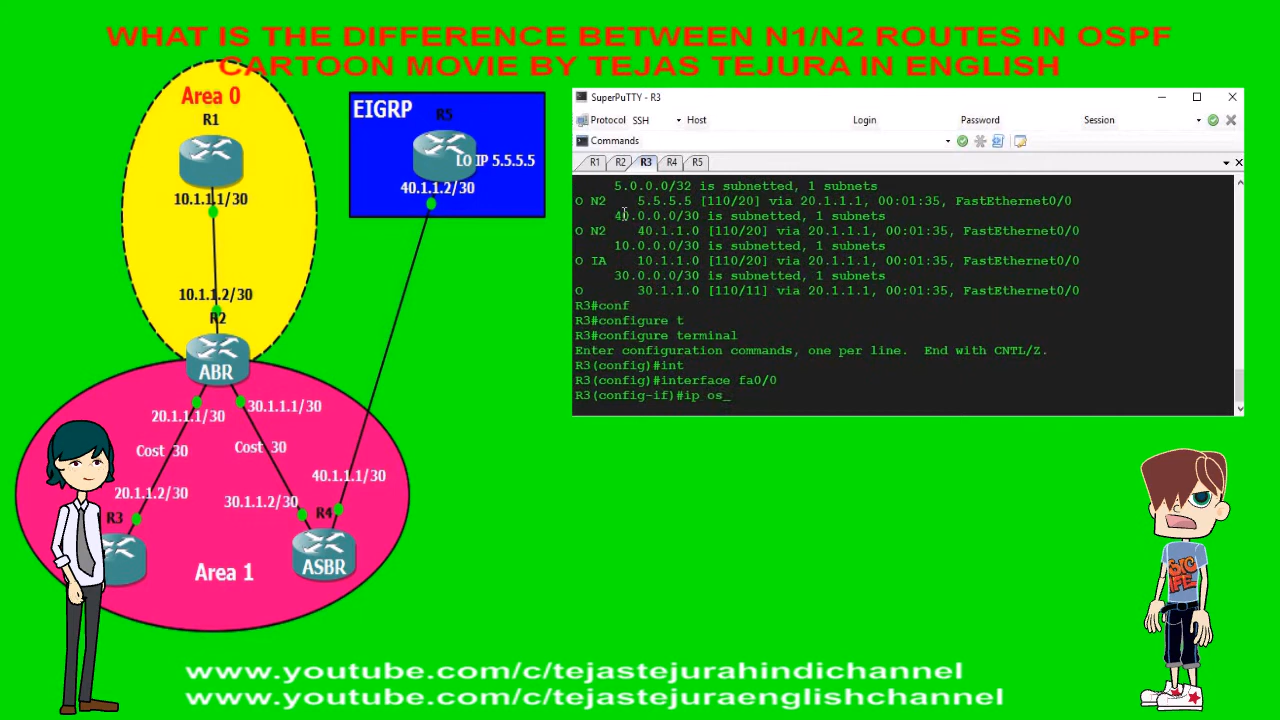 WHAT IS THE DIFFERENCE BETWEEN N1/N2 ROUTES IN OSPF
CARTOON MOVIE BY TEJAS TEJURA IN ENGLISH
Area 0
R1
10.1.1.1/30
10.1.1.2/30
R2
ABR
EIGRP
R5
LO IP 5.5.5.5
40.1.1.2/30
20.1.1.1/30
30.1.1.1/30
Cost 30
Cost 30
40.1.1.1/30
20.1.1.2/30
30.1.1.2/30
R3
R4
ASBR
Area 1
SuperPuTTY - R3
Protocol SSH Host Login Password Session
Commands
R1 R2 R3 R4 R5
5.0.0.0/32 is subnetted, 1 subnets
O N2 5.5.5.5 [110/20] via 20.1.1.1, 00:01:35, FastEthernet0/0
40.0.0.0/30 is subnetted, 1 subnets
O N2 40.1.1.0 [110/20] via 20.1.1.1, 00:01:35, FastEthernet0/0
10.0.0.0/30 is subnetted, 1 subnets
O IA 10.1.1.0 [110/20] via 20.1.1.1, 00:01:35, FastEthernet0/0
30.0.0.0/30 is subnetted, 1 subnets
O 30.1.1.0 [110/11] via 20.1.1.1, 00:01:35, FastEthernet0/0
R3#conf
R3#configure t
R3#configure terminal
Enter configuration commands, one per line. End with CNTL/Z.
R3(config)#int
R3(config)#interface fa0/0
R3(config-if)#ip os_
www.youtube.com/c/tejastejurahindichannel
www.youtube.com/c/tejastejuraenglishchannel